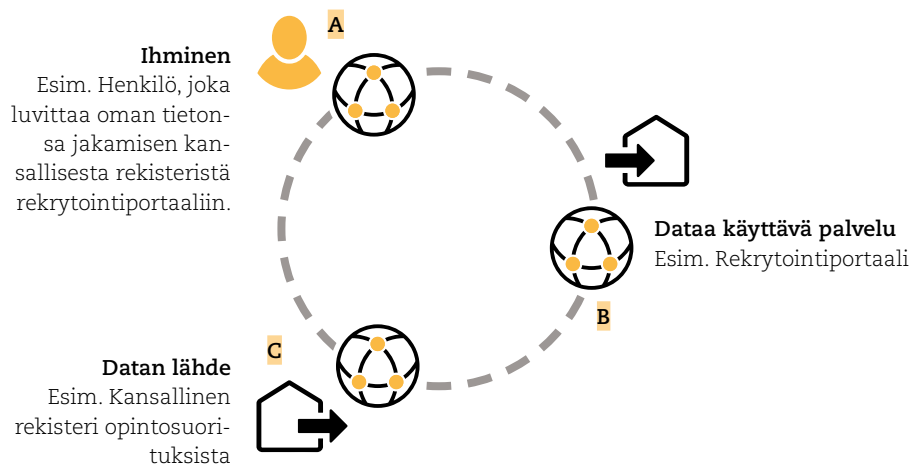 A
Ihminen
Esim. Henkilö, joka
luvittaa oman tieton-
sa jakamisen kan-
sallisesta rekisteristä
rekrytointiportaaliin.
Dataa käyttävä palvelu
Esim. Rekrytointiportaali
B
C
Datan lähde
Esim. Kansallinen
rekisteri opintosuori-
tuksista